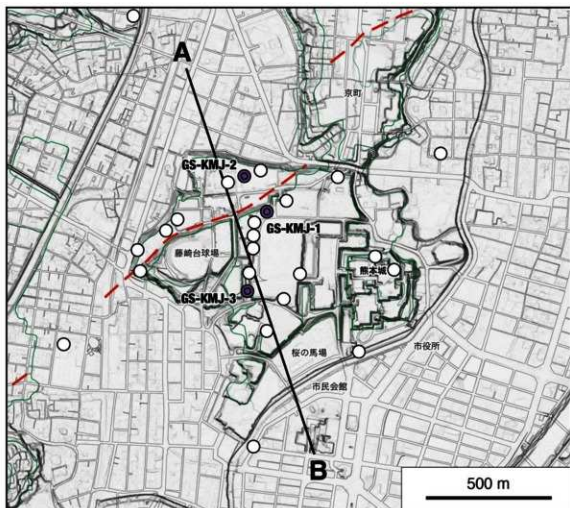 A
京町
GS-KMJ-2
GS-KMJ-1
藤崎台球場
熊本城
GS-KMJ-3
市役所
桜の馬場
市民会館
B
500 m